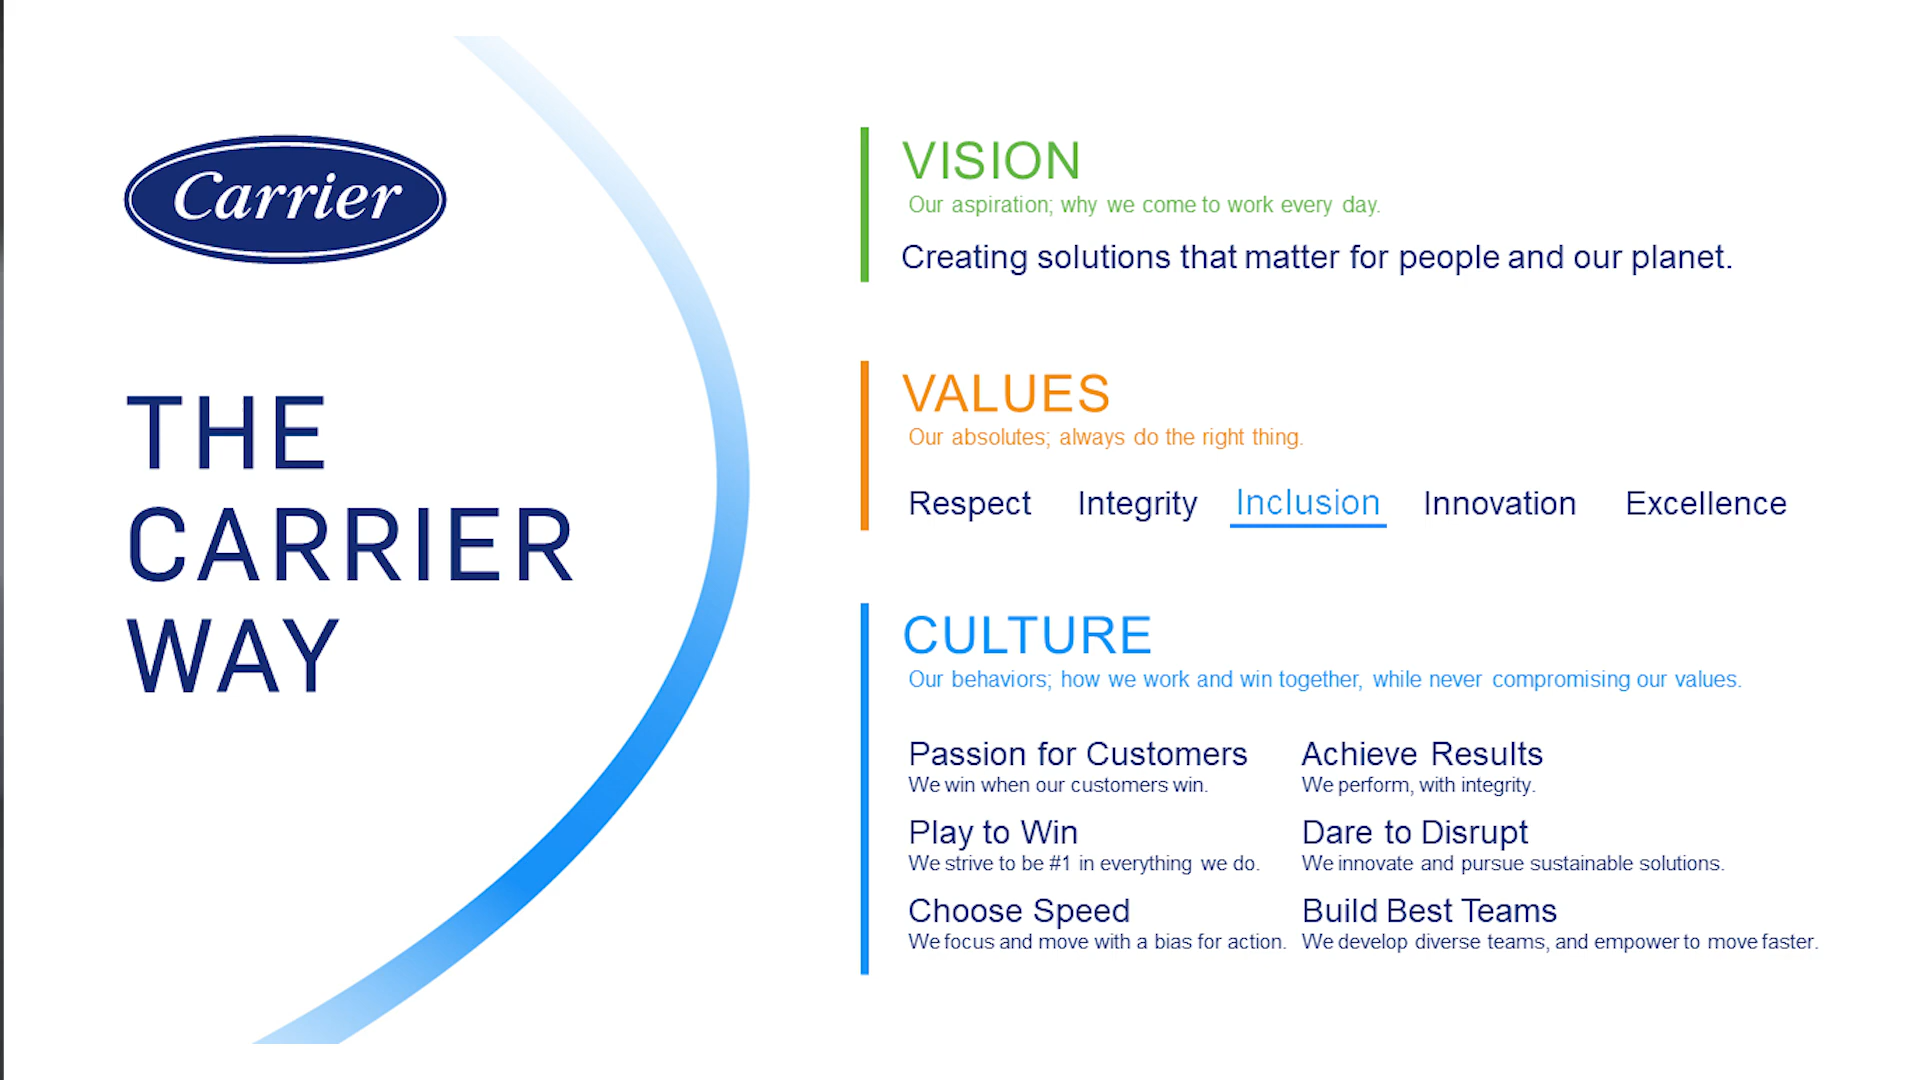 Carrier
THE
CARRIER
WAY
VISION
Our aspiration; why we come to work every day.
Creating solutions that matter for people and our planet.
VALUES
Our absolutes; always do the right thing.
Respect Integrity Inclusion Innovation Excellence
CULTURE
Our behaviors; how we work and win together, while never compromising our values.
Passion for Customers
We win when our customers win.
Achieve Results
We perform, with integrity.
Play to Win
We strive to be #1 in everything we do.
Dare to Disrupt
We innovate and pursue sustainable solutions.
Choose Speed
We focus and move with a bias for action.
Build Best Teams
We develop diverse teams, and empower to move faster.